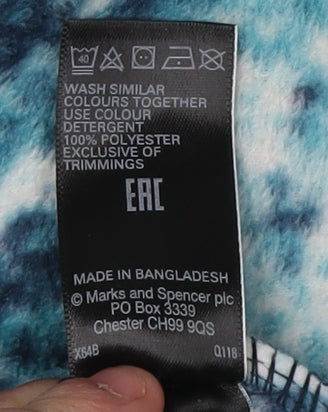 40
WASH SIMILAR
COLOURS TOGETHER
USE COLOUR
DETERGENT
100% POLYESTER
EXCLUSIVE OF
TRIMMINGS
EAC
MADE IN BANGLADESH
© Marks and Spencer plc
PO Box 3339
Chester CH99 9QS
X64B Q118